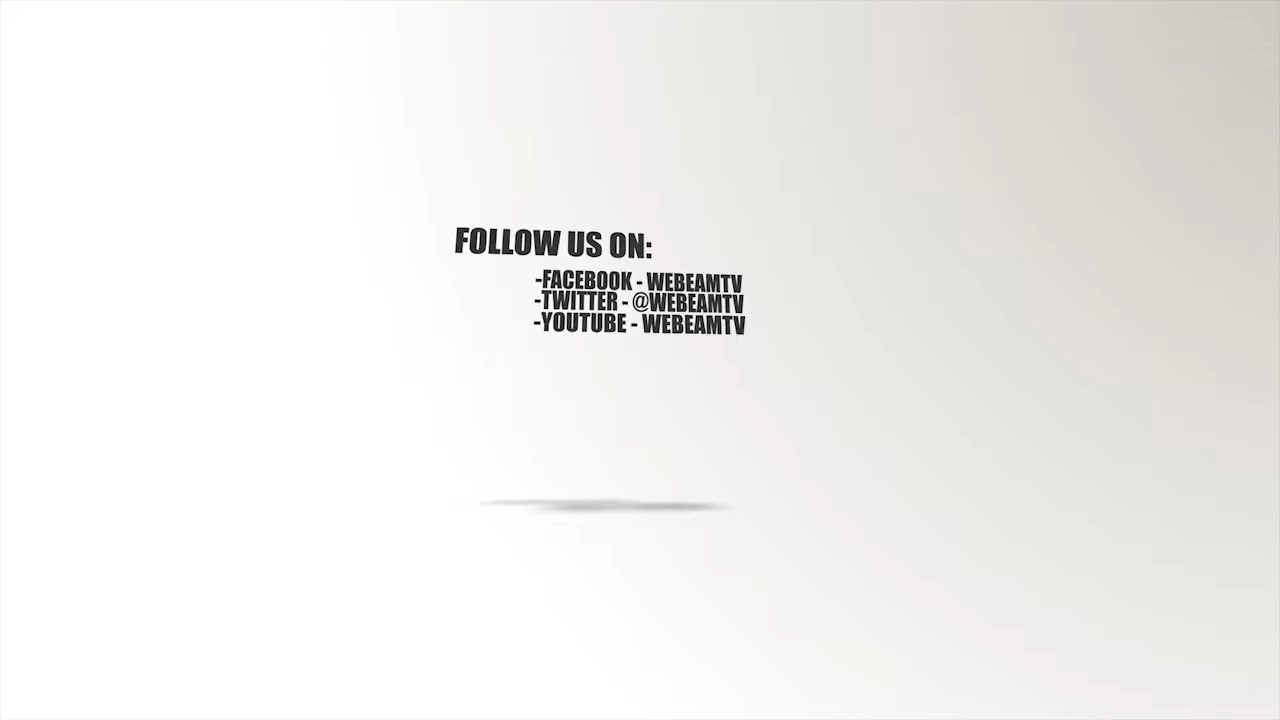 FOLLOW US ON:
-FACEBOOK - WEBEAMTV
-TWITTER - @WEBEAMTV
-YOUTUBE - WEBEAMTV